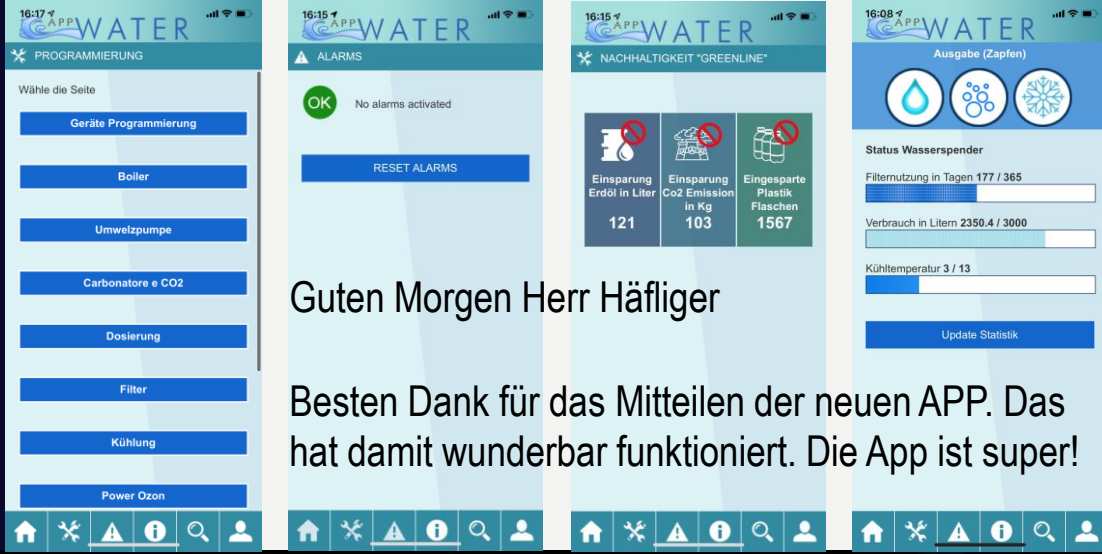 16:17
APP WATER
PROGRAMMIERUNG
Wähle die Seite
Geräte Programmierung
Boiler
Umwelzpumpe
Carbonatore e CO2
Dosierung
Filter
Kühlung
Power Ozon
16:15
APP WATER
ALARMS
OK
No alarms activated
RESET ALARMS
16:15
APP WATER
NACHHALTIGKEIT "GREENLINE"
Einsparung
Erdöl in Liter
121
Einsparung
Co2 Emission
in Kg
103
Eingesparte
Plastik
Flaschen
1567
16:08
APP WATER
Ausgabe (Zapfen)
Status Wasserspender
Filternutzung in Tagen 177 / 365
Verbrauch in Litern 2350.4 / 3000
Kühltemperatur 3 / 13
Update Statistik
Guten Morgen Herr Häfliger
Besten Dank für das Mitteilen der neuen APP. Das
hat damit wunderbar funktioniert. Die App ist super!